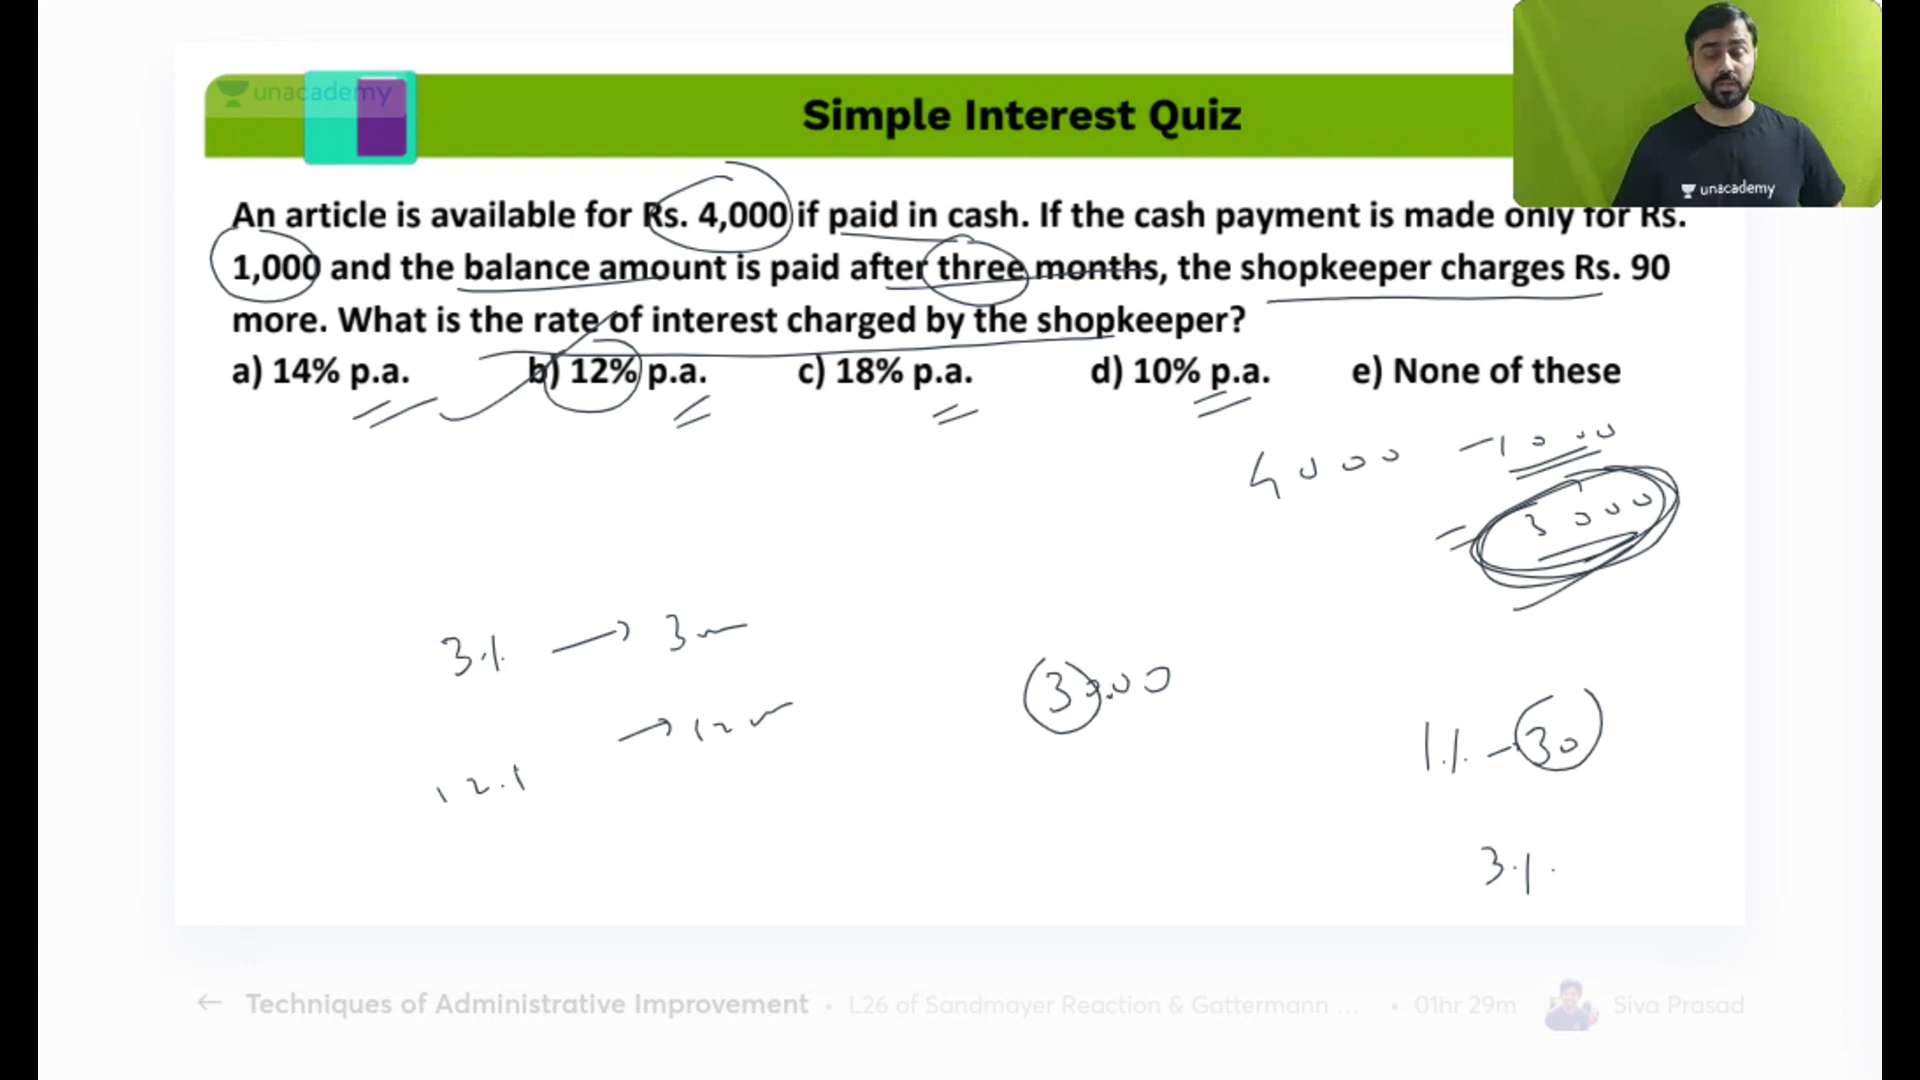 unacademy
Simple Interest Quiz
unacademy
An article is available for Rs. 4,000 if paid in cash. If the cash payment is made only for Rs.
1,000 and the balance amount is paid after three months, the shopkeeper charges Rs. 90
more. What is the rate of interest charged by the shopkeeper?
a) 14% p.a. b) 12% p.a. c) 18% p.a. d) 10% p.a. e) None of these
4000 - 1000
= 3000
3% → 3m
3000
→ 12m
1% - 30
12%
3%
← Techniques of Administrative Improvement • L26 of Sandmayer Reaction & Gattermann ... • 01hr 29m Siva Prasad